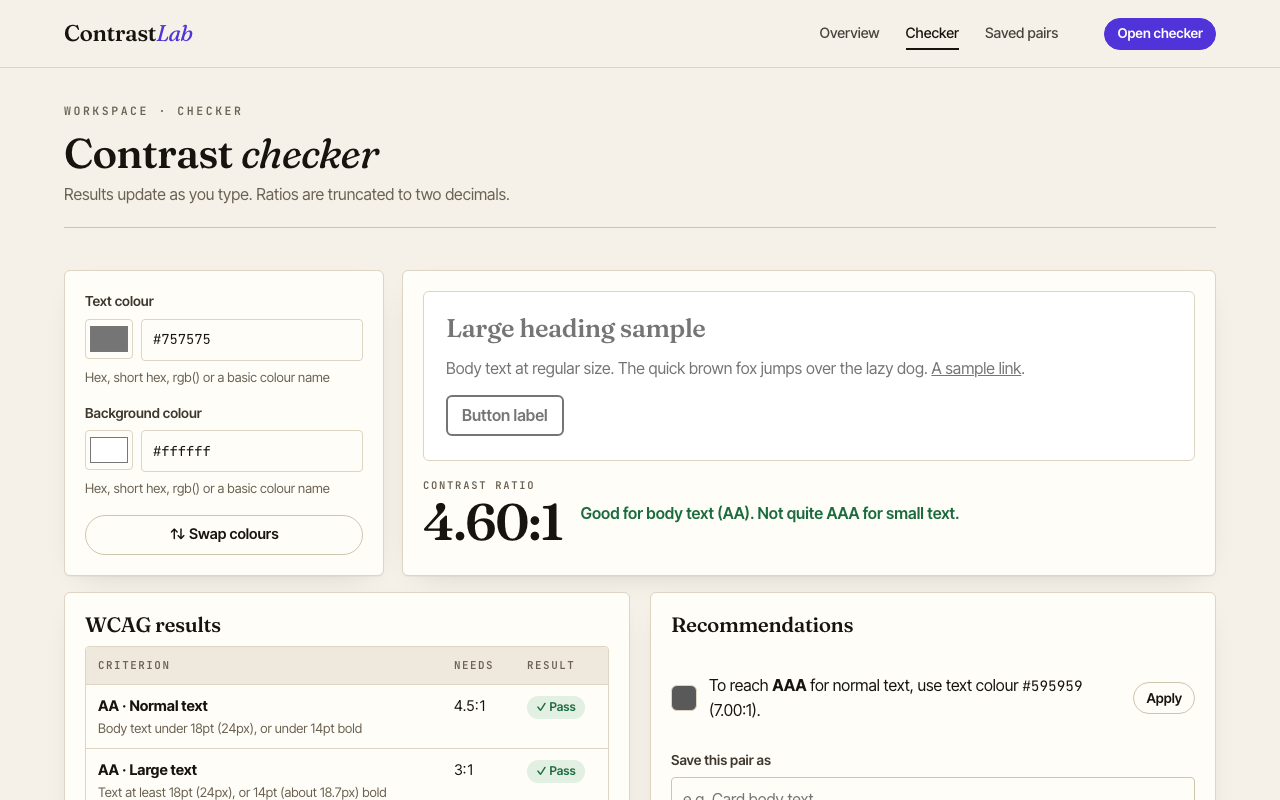 ContrastLab
Overview
Checker
Saved pairs
Open checker
WORKSPACE · CHECKER
Contrast checker
Results update as you type. Ratios are truncated to two decimals.
Text colour
#757575
Hex, short hex, rgb() or a basic colour name
Background colour
#ffffff
Hex, short hex, rgb() or a basic colour name
⇅ Swap colours
Large heading sample
Body text at regular size. The quick brown fox jumps over the lazy dog. A sample link.
Button label
CONTRAST RATIO
4.60:1
Good for body text (AA). Not quite AAA for small text.
WCAG results
CRITERION NEEDS RESULT
AA · Normal text 4.5:1 ✓ Pass
Body text under 18pt (24px), or under 14pt bold
AA · Large text 3:1 ✓ Pass
Text at least 18pt (24px), or 14pt (about 18.7px) bold
Recommendations
To reach AAA for normal text, use text colour #595959
(7.00:1).
Apply
Save this pair as
e.g. Card body text